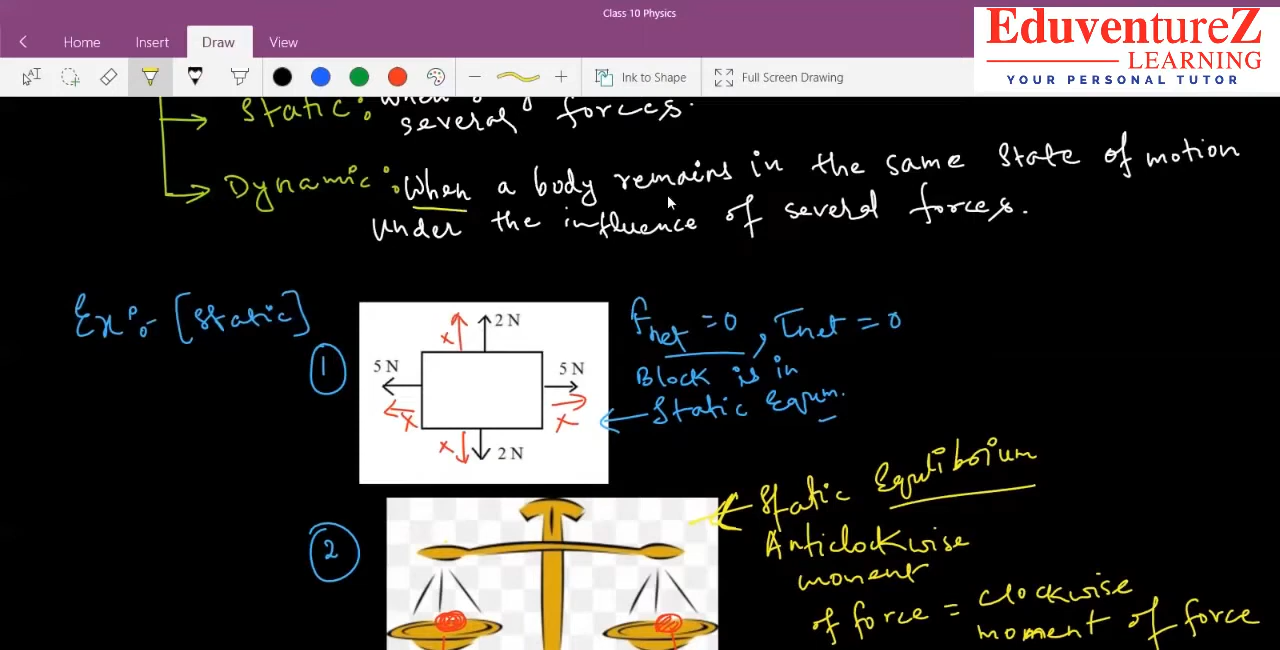 Class 10 Physics
EduventureZ
LEARNING
YOUR PERSONAL TUTOR
Home Insert Draw View
Ink to Shape Full Screen Drawing
Static:
several forces.
Dynamic: When a body remains in the same state of motion
under the influence of several forces.
Ex:- [Static]
1
2 N
5 N
5 N
2 N
x
x
x
x
Fnet = 0, τnet = 0
Block is in
Static Equm.
2
Static Equilibrium
Anticlockwise
moment
of force = clockwise
moment of force